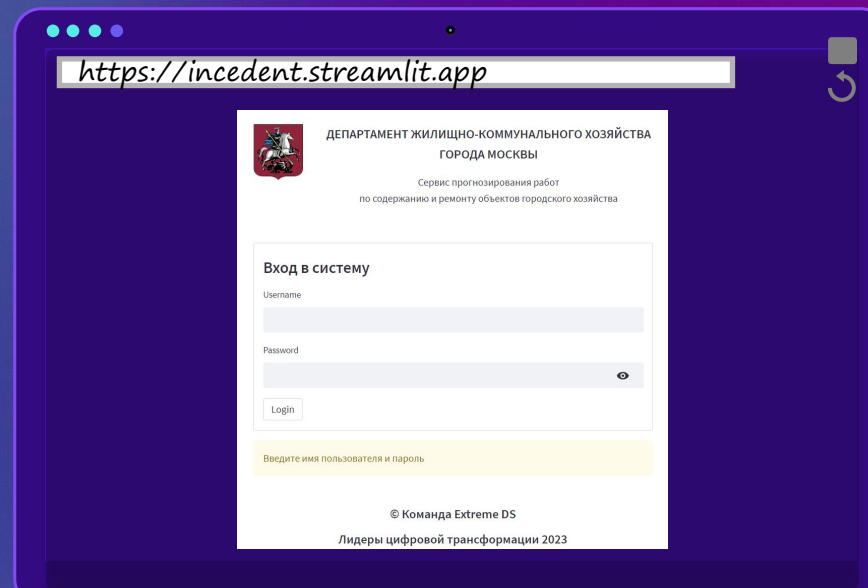 https://incedent.streamlit.app
ДЕПАРТАМЕНТ ЖИЛИЩНО-КОММУНАЛЬНОГО ХОЗЯЙСТВА
ГОРОДА МОСКВЫ
Сервис прогнозирования работ
по содержанию и ремонту объектов городского хозяйства
Вход в систему
Username
Password
Login
Введите имя пользователя и пароль
© Команда Extreme DS
Лидеры цифровой трансформации 2023